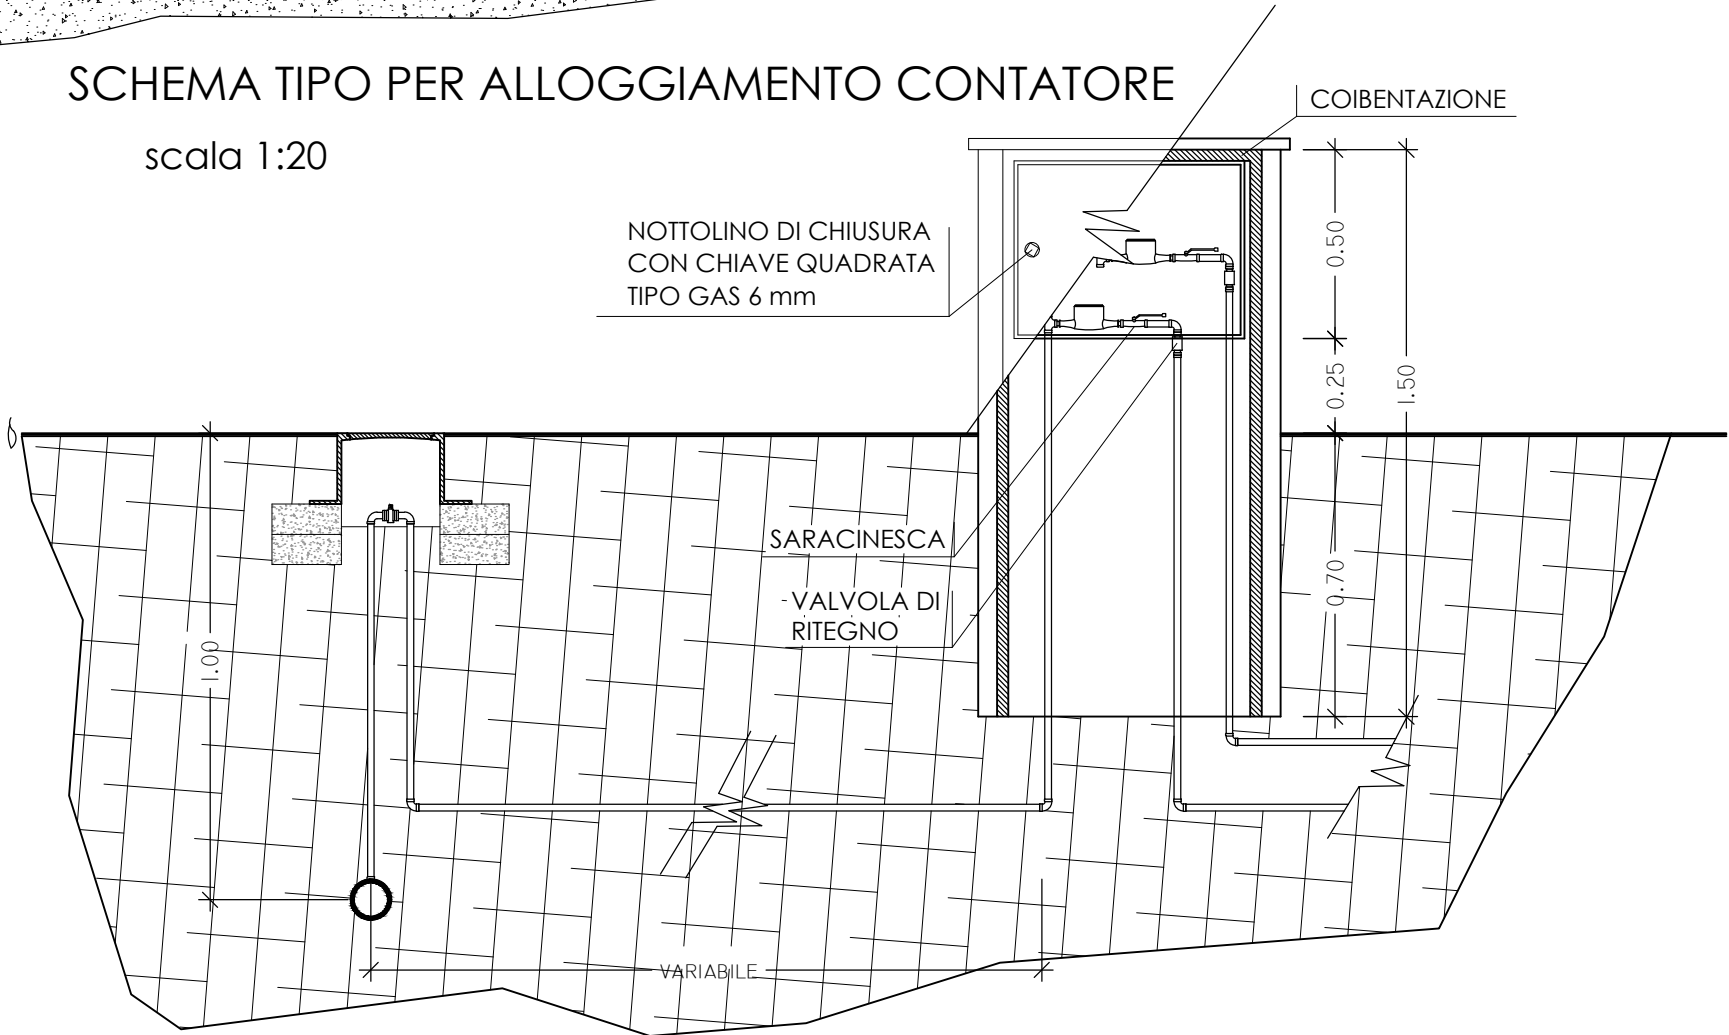 SCHEMA TIPO PER ALLOGGIAMENTO CONTATORE
scala 1:20
COIBENTAZIONE
NOTTOLINO DI CHIUSURA
CON CHIAVE QUADRATA
TIPO GAS 6 mm
0.50
0.25
1.50
0.70
SARACINESCA
-VALVOLA DI
RITEGNO
1.00
VARIABILE